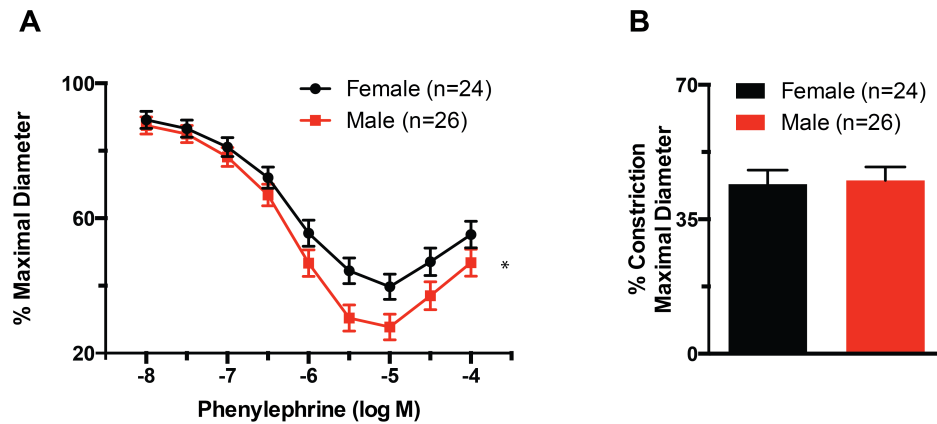 A
100
60
20
% Maximal Diameter
Female (n=24)
Male (n=26)
*
-8
-7
-6
-5
-4
Phenylephrine (log M)
B
70
35
0
% Constriction
Maximal Diameter
Female (n=24)
Male (n=26)